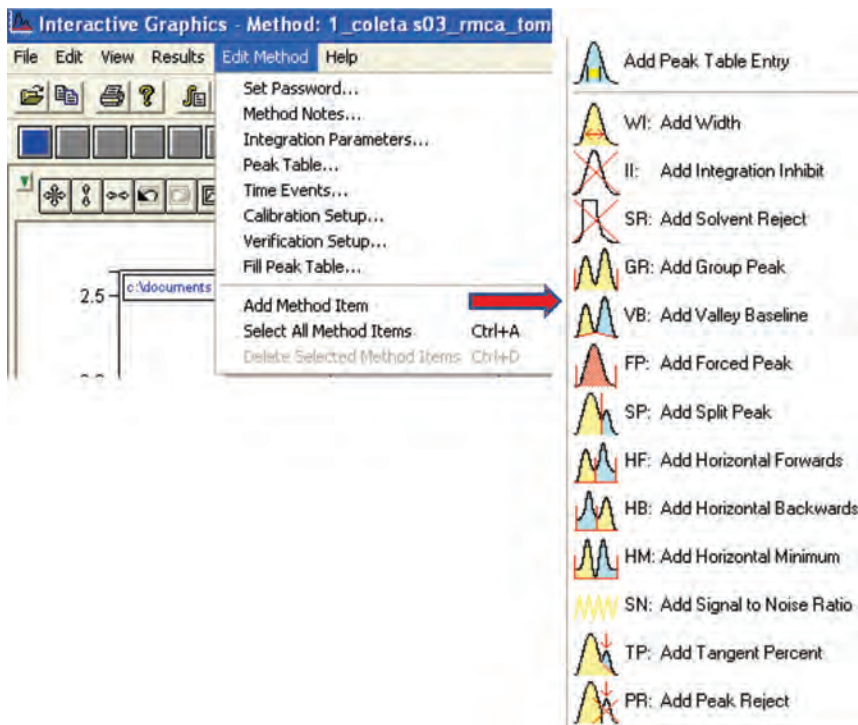 Interactive Graphics - Method: 1_coleta s03_rmca_tom
File Edit View Results Edit Method Help
Set Password...
Method Notes...
Integration Parameters...
Peak Table...
Time Events...
Calibration Setup...
Verification Setup...
Fill Peak Table...
Add Method Item
Select All Method Items Ctrl+A
Delete Selected Method Items Ctrl+D
2.5
c:\documents
Add Peak Table Entry
WI: Add Width
II: Add Integration Inhibit
SR: Add Solvent Reject
GR: Add Group Peak
VB: Add Valley Baseline
FP: Add Forced Peak
SP: Add Split Peak
HF: Add Horizontal Forwards
HB: Add Horizontal Backwards
HM: Add Horizontal Minimum
SN: Add Signal to Noise Ratio
TP: Add Tangent Percent
PR: Add Peak Reject